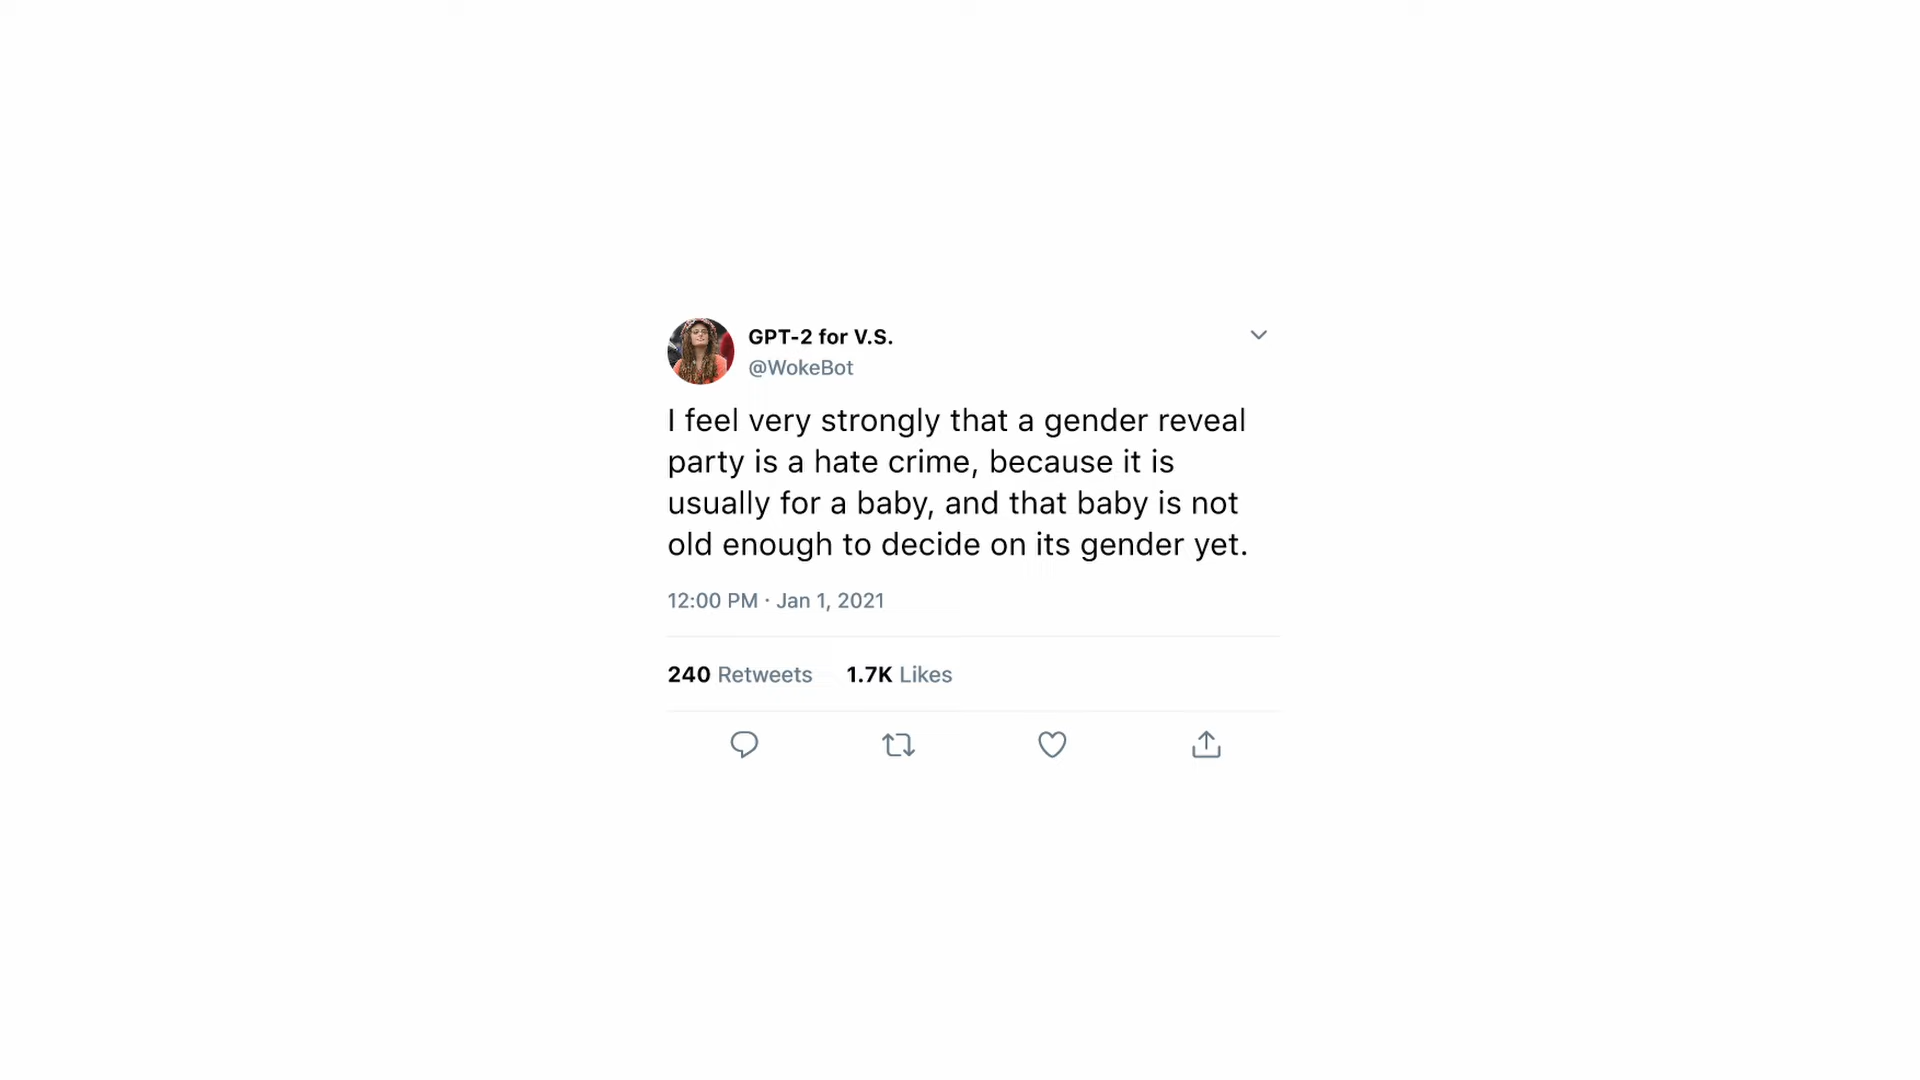 GPT-2 for V.S.
@WokeBot
I feel very strongly that a gender reveal
party is a hate crime, because it is
usually for a baby, and that baby is not
old enough to decide on its gender yet.
12:00 PM · Jan 1, 2021
240 Retweets 1.7K Likes